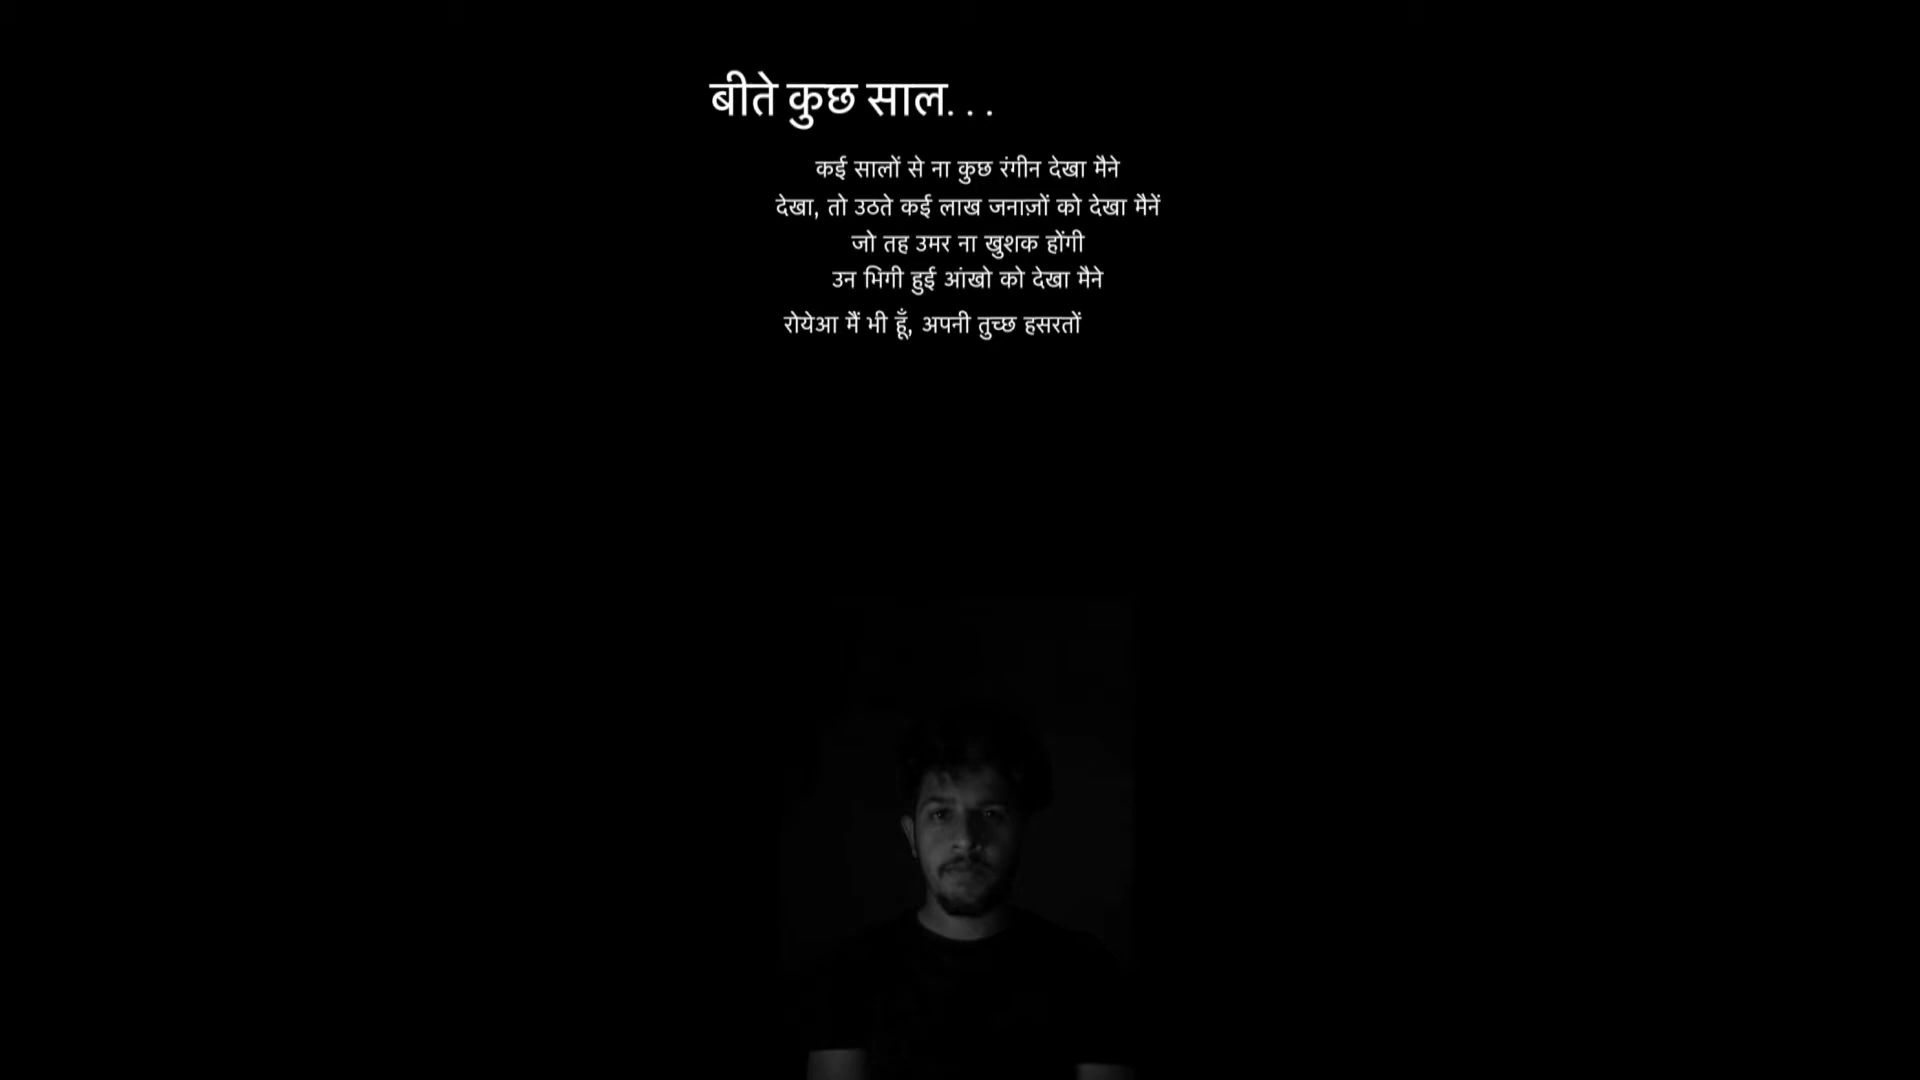 बीते कुछ साल...
कई सालों से ना कुछ रंगीन देखा मैने
देखा, तो उठते कई लाख जनाज़ों को देखा मैनें
जो तह उमर ना खुशक होंगी
उन भिगी हुई आंखो को देखा मैने
रोयेआ मैं भी हूँ, अपनी तुच्छ हसरतों